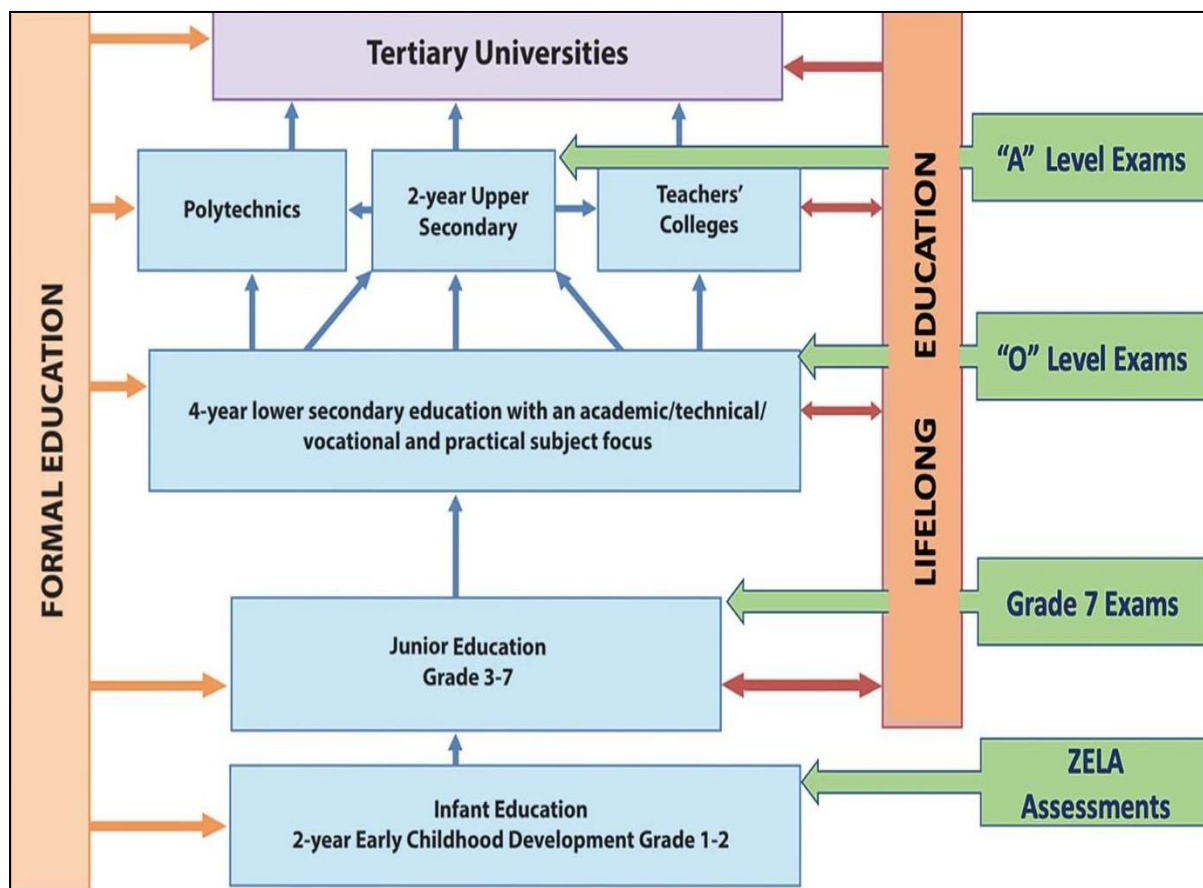 Tertiary Universities
Polytechnics
2-year Upper
Secondary
Teachers'
Colleges
4-year lower secondary education with an academic/technical/
vocational and practical subject focus
Junior Education
Grade 3-7
Infant Education
2-year Early Childhood Development Grade 1-2
FORMAL EDUCATION
LIFELONG EDUCATION
"A" Level Exams
"O" Level Exams
Grade 7 Exams
ZELA
Assessments